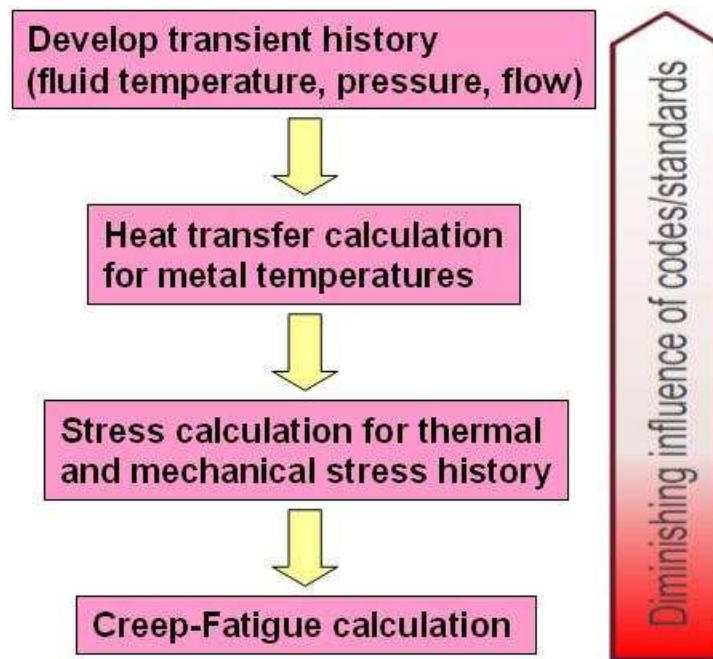 Develop transient history
(fluid temperature, pressure, flow)
Heat transfer calculation
for metal temperatures
Stress calculation for thermal
and mechanical stress history
Creep-Fatigue calculation
Diminishing influence of codes/standards